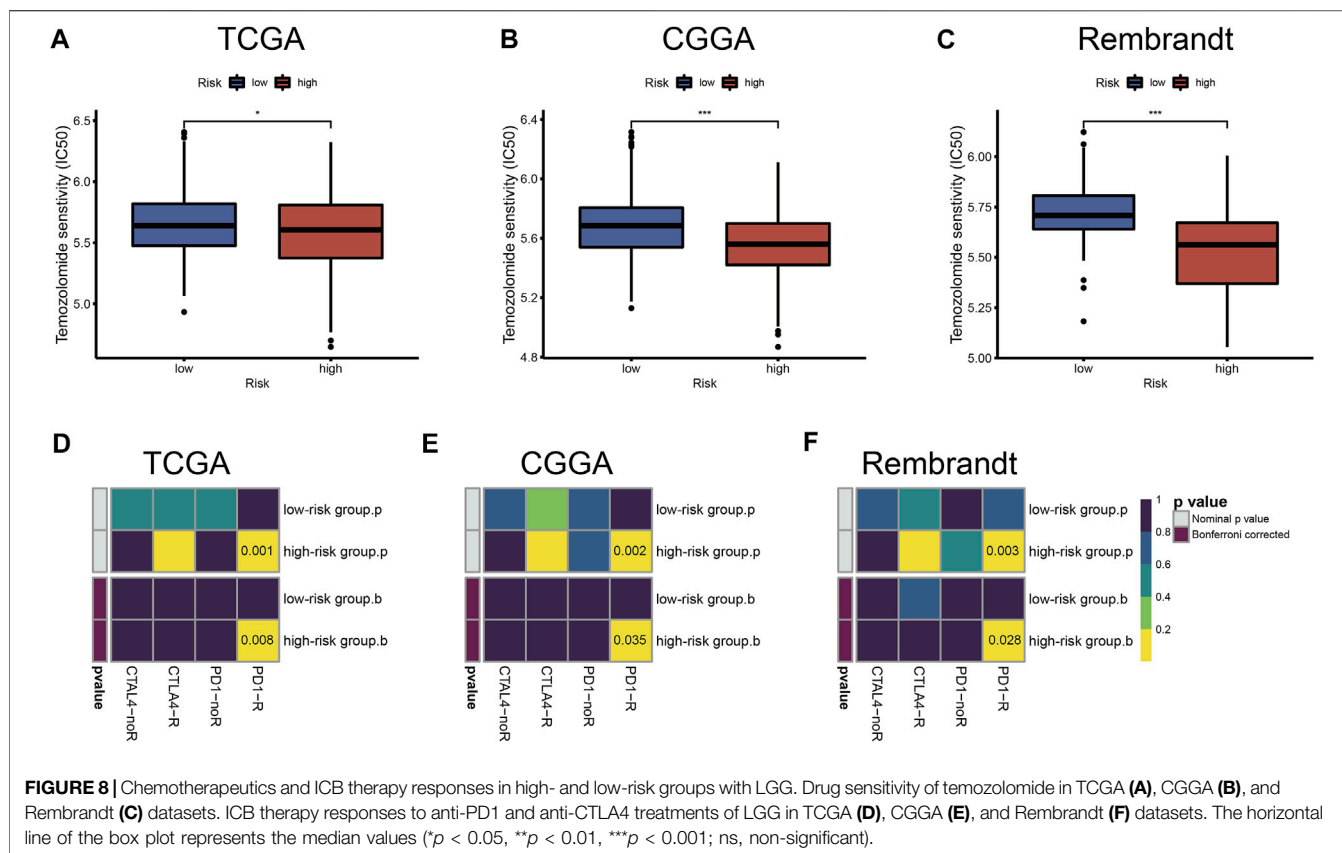 A
TCGA
Risk low high
Temozolomide senstivity (IC50)
6.5
6.0
5.5
5.0
*
low
high
Risk
B
CGGA
Risk low high
Temozolomide senstivity (IC50)
6.4
6.0
5.6
5.2
4.8
***
low
high
Risk
C
Rembrandt
Risk low high
Temozolomide senstivity (IC50)
6.00
5.75
5.50
5.25
5.00
***
low
high
Risk
D
TCGA
low-risk group.p
0.001
high-risk group.p
low-risk group.b
0.008
high-risk group.b
pvalue
CTAL4-noR
CTLA4-R
PD1-noR
PD1-R
E
CGGA
low-risk group.p
0.002
high-risk group.p
low-risk group.b
0.035
high-risk group.b
pvalue
CTAL4-noR
CTLA4-R
PD1-noR
PD1-R
F
Rembrandt
low-risk group.p
0.003
high-risk group.p
low-risk group.b
0.028
high-risk group.b
pvalue
CTAL4-noR
CTLA4-R
PD1-noR
PD1-R
1
0.8
0.6
0.4
0.2
p value
Nominal p value
Bonferroni corrected
FIGURE 8 | Chemotherapeutics and ICB therapy responses in high- and low-risk groups with LGG. Drug sensitivity of temozolomide in TCGA (A), CGGA (B), and
Rembrandt (C) datasets. ICB therapy responses to anti-PD1 and anti-CTLA4 treatments of LGG in TCGA (D), CGGA (E), and Rembrandt (F) datasets. The horizontal
line of the box plot represents the median values (*p < 0.05, **p < 0.01, ***p < 0.001; ns, non-significant).